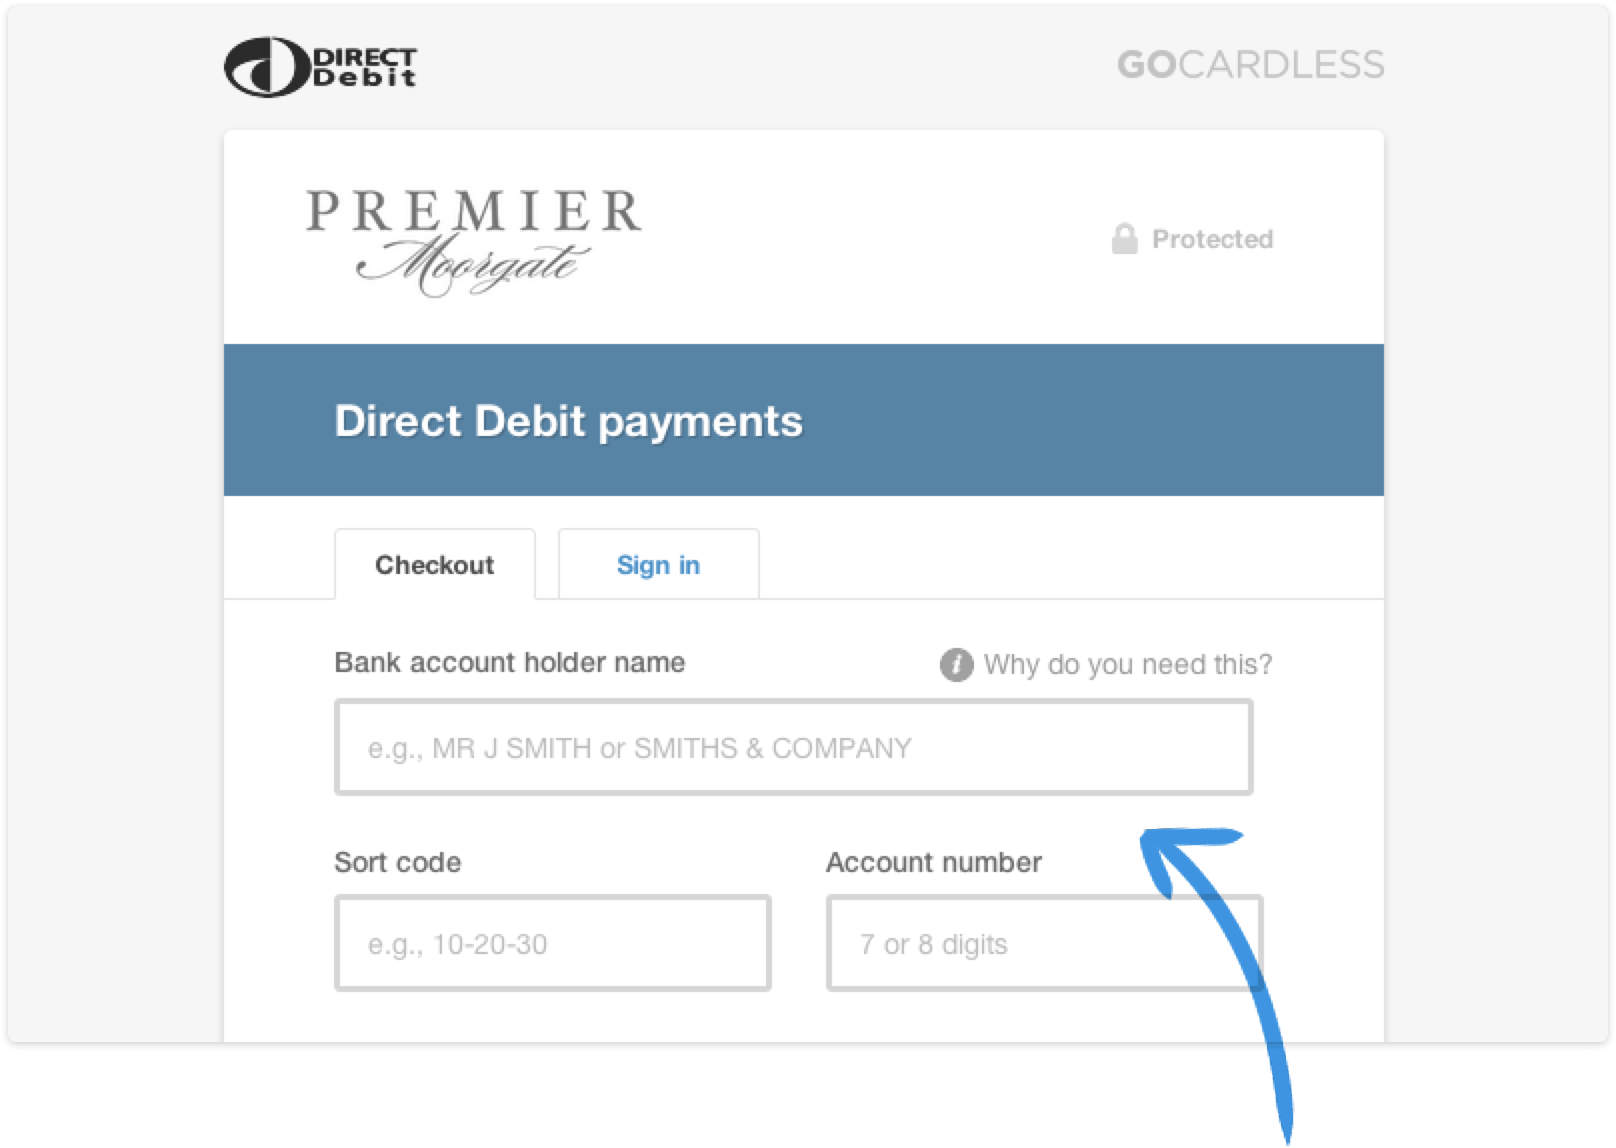 DIRECT
Debit
GOCARDLESS
PREMIER
Moorgate
Protected
Direct Debit payments
Checkout
Sign in
Bank account holder name
i Why do you need this?
e.g., MR J SMITH or SMITHS & COMPANY
Sort code
Account number
e.g., 10-20-30
7 or 8 digits